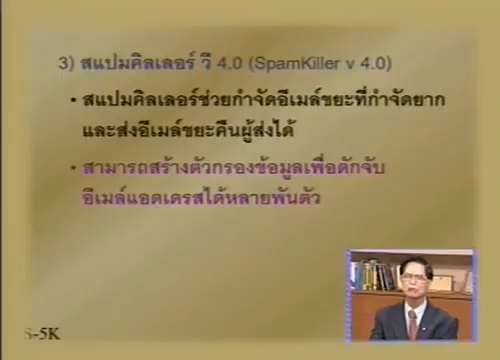 3) สแปมคิลเลอร์ วี 4.0 (SpamKiller v 4.0)
• สแปมคิลเลอร์ช่วยกำจัดอีเมล์ขยะที่กำจัดยาก
และส่งอีเมล์ขยะคืนผู้ส่งได้
• สามารถสร้างตัวกรองข้อมูลเพื่อดักจับ
อีเมล์แอดเดรสได้หลายพันตัว
S-5K